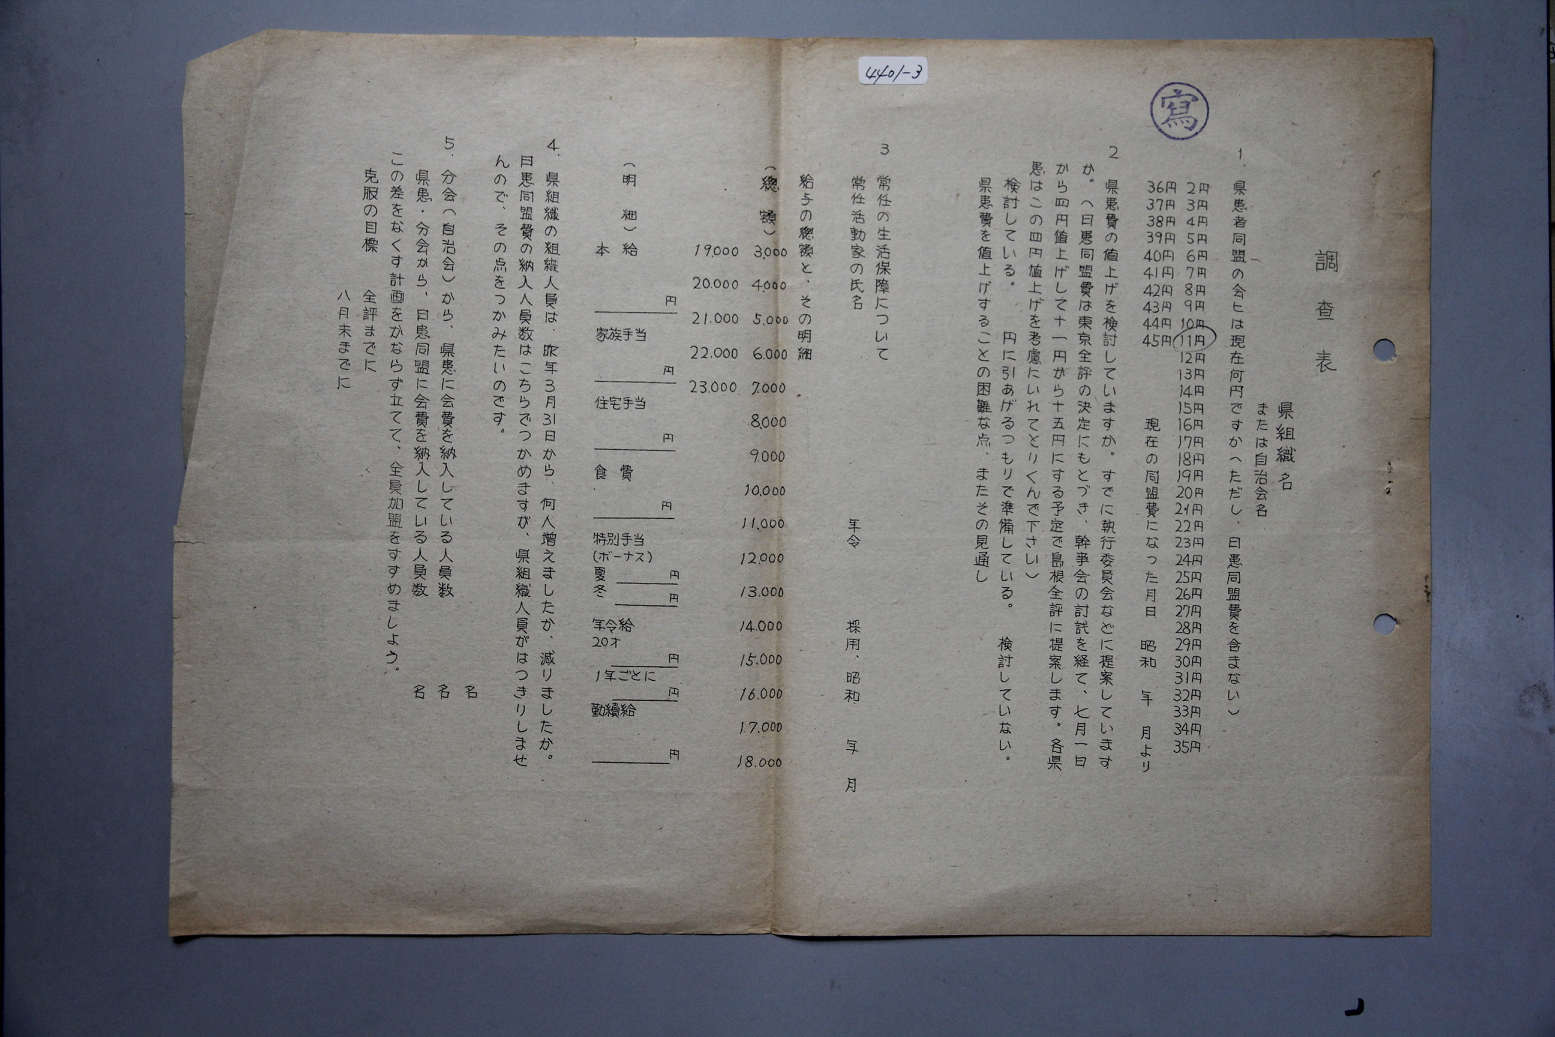 4401-3
寫
調査表
県組織名
または自治会名
1. 県患者同盟の会ヒは現在何円ですか(ただし、日患同盟費を含まない)
2円 3円 4円 5円 6円 7円 8円 9円 10円 11円 12円 13円 14円 15円 16円 17円 18円 19円 20円 21円 22円 23円 24円 25円 26円 27円 28円 29円 30円 31円 32円 33円 34円 35円
36円 37円 38円 39円 40円 41円 42円 43円 44円 45円 現在の同盟費になった月日 昭和 年 月より
2 県患費の値上げを検討していますか。すでに執行委員会などに提案しています
か。(日患同盟費は東京全評の決定にもとづき、幹事会の討試を経て、七月一日
から四円値上げして十一円から十五円にする予定で島根全評に提案します。各県
患はこの四円値上げを考慮にいれてとりくんで下さい)
検討している。 円に引あげるつもりで準備している。 検討していない。
県患費を値上げすることの困難な点、またその見通し
3 常任の生活保障について
常任活動家の氏名 年令 採用、昭和 年 月
給与の総額と、その明細
(総額) 3,000 4,000 5,000 6,000 7,000 8,000 9,000 10,000 11,000 12,000 13,000 14,000 15,000 16,000 17,000 18,000
19,000 20,000 21,000 22,000 23,000
(明細)
本給 円
家族手当 円
住宅手当 円
食費 円
特別手当
(ボーナス)
夏 円
冬 円
年令給
20才 円
1年ごとに 円
勤続給 円
4. 県組織の組織人員は、昨年3月31日から、何人増えましたか、減りましたか。
日患同盟費の納入人員数はこちらでつかめますが、県組織人員がはっきりしませ
んので、その点をつかみたいのです。 名
5. 分会(自治会)から、県患に会費を納入している人員数 名
県患・分会から、日患同盟に会費を納入している人員数 名
この差をなくす計画をかならず立てて、全員加盟をすすめましょう。
克服の目標 全評までに
八月末までに